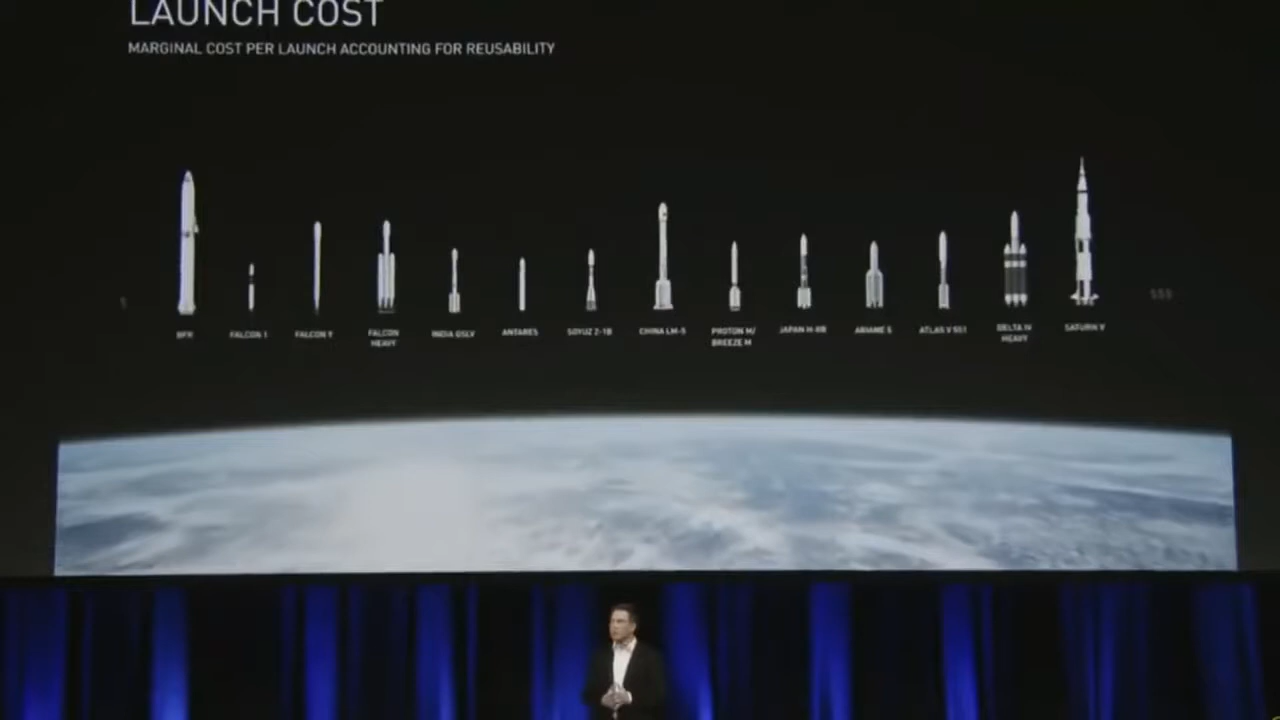 LAUNCH COST
MARGINAL COST PER LAUNCH ACCOUNTING FOR REUSABILITY
BFR
FALCON 1
FALCON 9
FALCON HEAVY
INDIA GSLV
ANTARES
SOYUZ 2-1B
CHINA LM-5
PROTON M/ BREEZE M
JAPAN H-IIB
ARIANE 5
ATLAS V 551
DELTA IV HEAVY
SATURN V
$$$